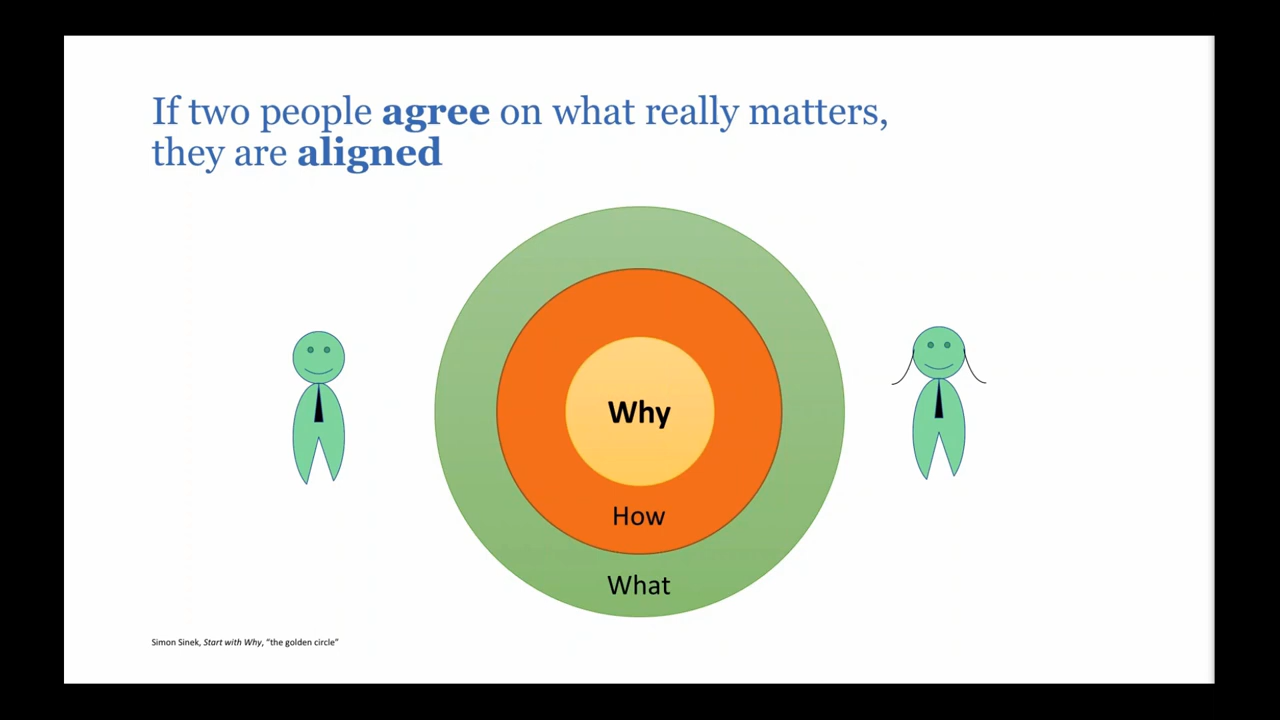 If two people agree on what really matters,
they are aligned
Why
How
What
Simon Sinek, Start with Why, “the golden circle”